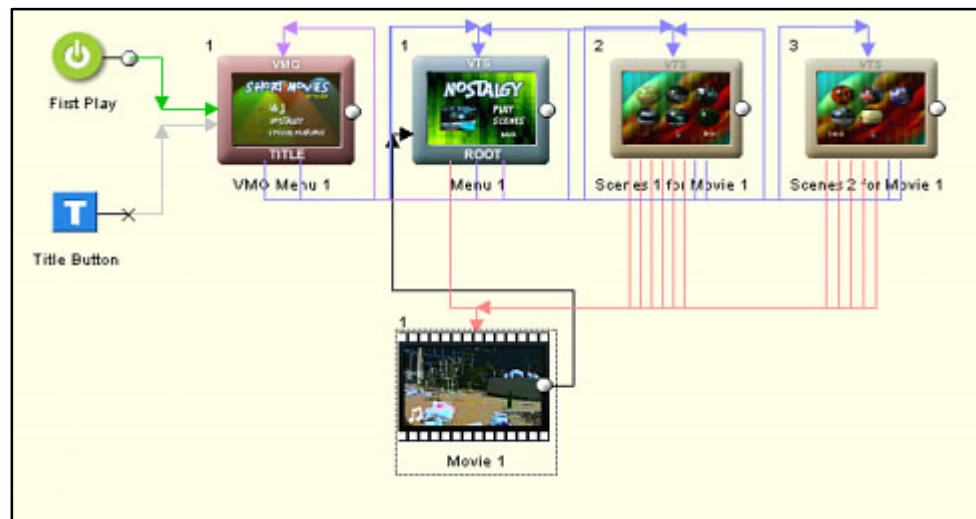 1
1
2
3
VMG
VTS
VTS
VTS
First Play
SHORT MOVIES
NOSTALGY
NOSTALGY
PLAY
SCENES
TITLE
ROOT
VMG Menu 1
Menu 1
Scenes 1 for Movie 1
Scenes 2 for Movie 1
T
Title Button
1
Movie 1